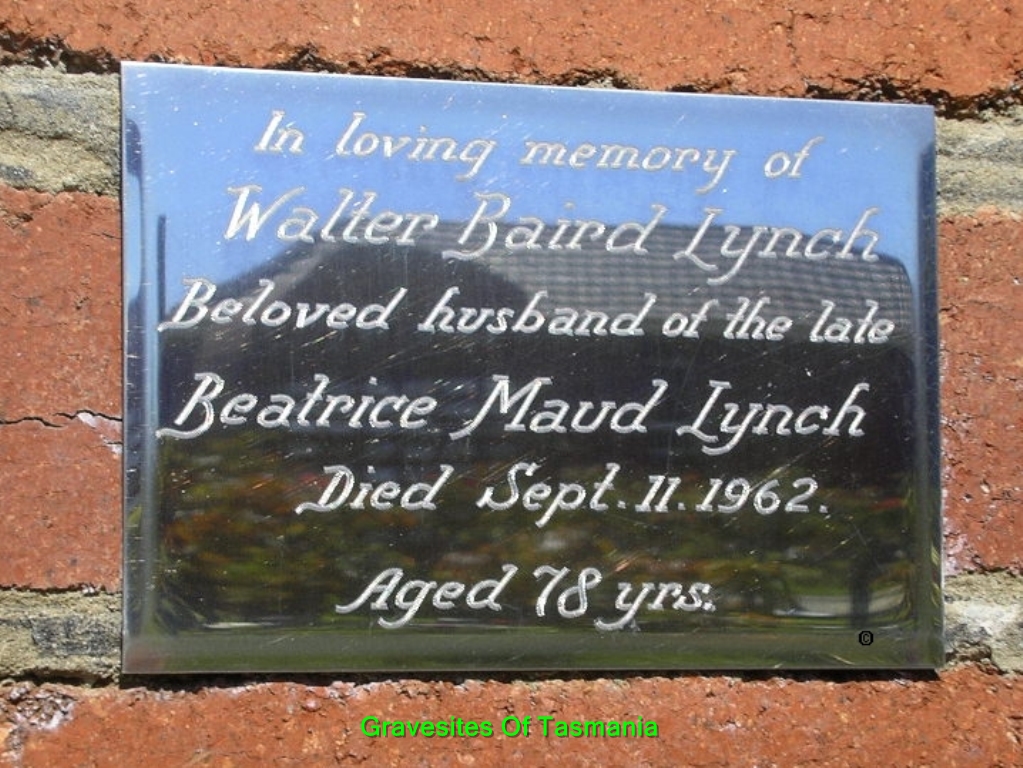 In loving memory of
Walter Baird Lynch
Beloved husband of the late
Beatrice Maud Lynch
Died Sept. 11. 1962.
Aged 78 yrs.
©
Gravesites Of Tasmania